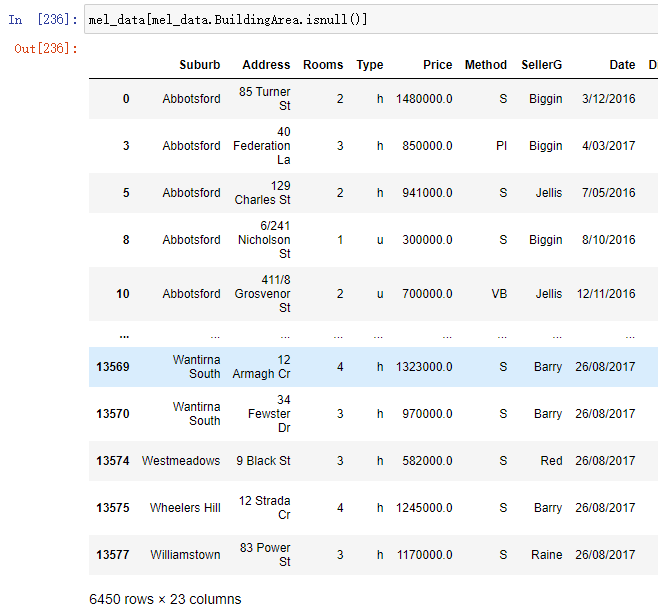 In [236]: mel_data[mel_data.BuildingArea.isnull()]
Out[236]:
Suburb Address Rooms Type Price Method SellerG Date D
0 Abbotsford 85 Turner St 2 h 1480000.0 S Biggin 3/12/2016
3 Abbotsford 40 Federation La 3 h 850000.0 PI Biggin 4/03/2017
5 Abbotsford 129 Charles St 2 h 941000.0 S Jellis 7/05/2016
8 Abbotsford 6/241 Nicholson St 1 u 300000.0 S Biggin 8/10/2016
10 Abbotsford 411/8 Grosvenor St 2 u 700000.0 VB Jellis 12/11/2016
... ... ... ... ... ... ... ... ...
13569 Wantirna South 12 Armagh Cr 4 h 1323000.0 S Barry 26/08/2017
13570 Wantirna South 34 Fewster Dr 3 h 970000.0 S Barry 26/08/2017
13574 Westmeadows 9 Black St 3 h 582000.0 S Red 26/08/2017
13575 Wheelers Hill 12 Strada Cr 4 h 1245000.0 S Barry 26/08/2017
13577 Williamstown 83 Power St 3 h 1170000.0 S Raine 26/08/2017
6450 rows × 23 columns